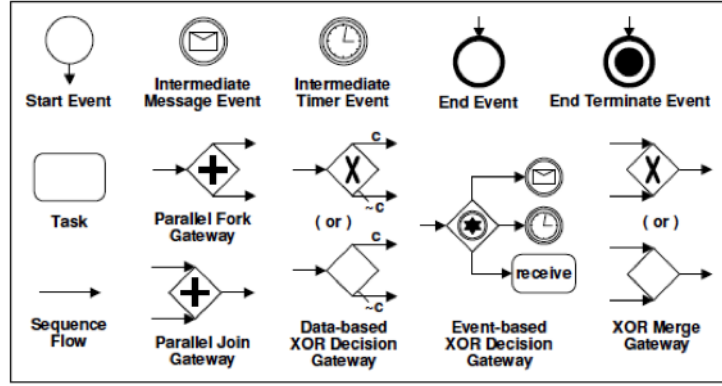 Start Event
Intermediate
Message Event
Intermediate
Timer Event
End Event
End Terminate Event
Task
Parallel Fork
Gateway
c
X
~c
( or )
X
( or )
Sequence
Flow
Parallel Join
Gateway
c
~c
Data-based
XOR Decision
Gateway
receive
Event-based
XOR Decision
Gateway
XOR Merge
Gateway